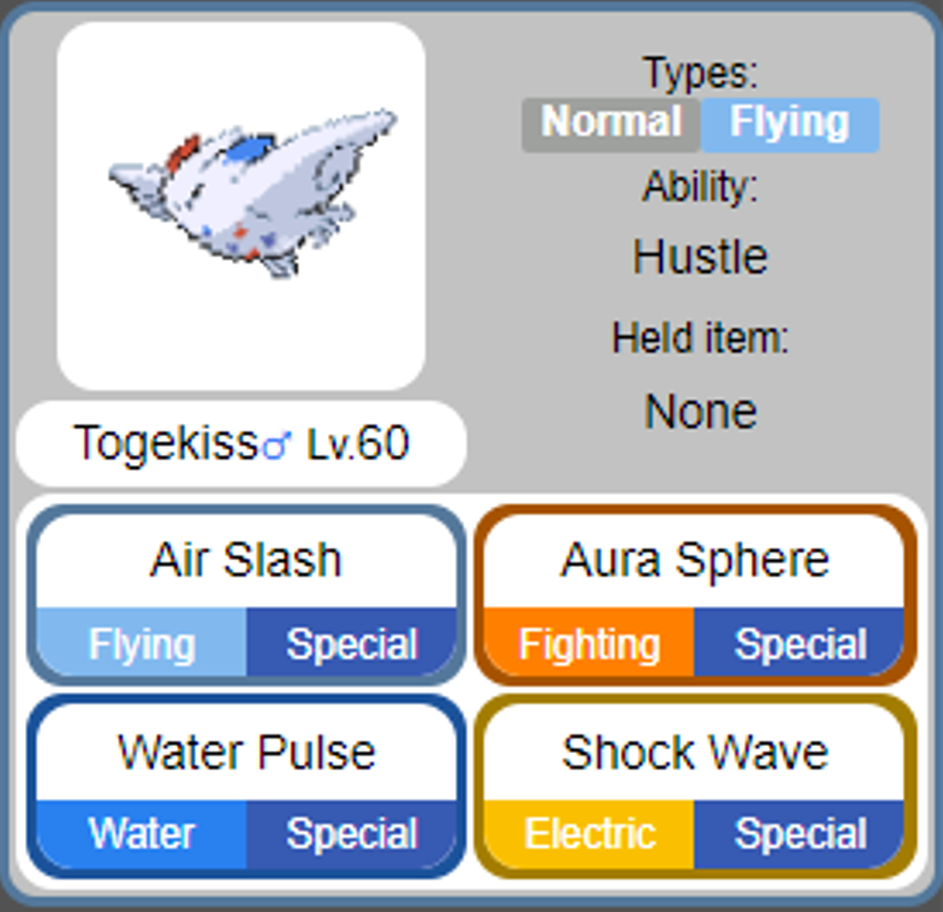 Types:
Normal Flying
Ability:
Hustle
Held item:
None
Togekiss♂ Lv.60
Air Slash
Flying Special
Aura Sphere
Fighting Special
Water Pulse
Water Special
Shock Wave
Electric Special